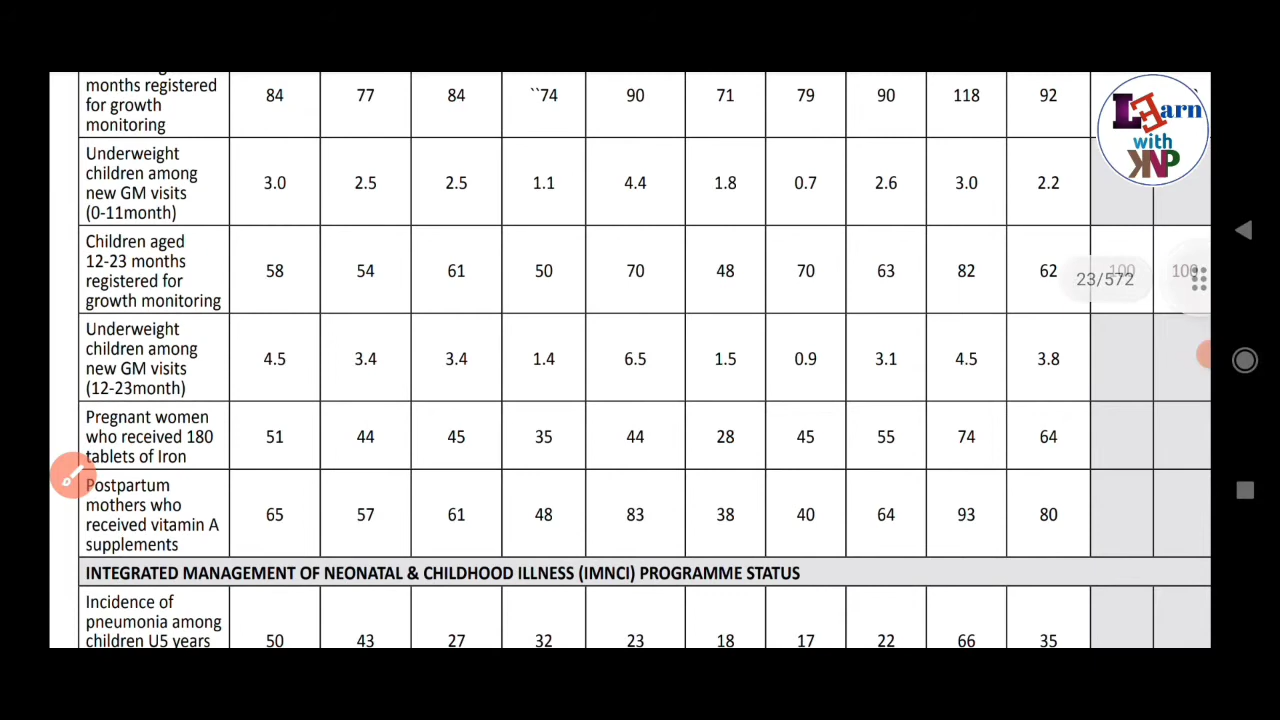 months registered
for growth
monitoring
84 77 84 ``74 90 71 79 90 118 92
Underweight
children among
new GM visits
(0-11month)
3.0 2.5 2.5 1.1 4.4 1.8 0.7 2.6 3.0 2.2
Children aged
12-23 months
registered for
growth monitoring
58 54 61 50 70 48 70 63 82 62 100 100
Underweight
children among
new GM visits
(12-23month)
4.5 3.4 3.4 1.4 6.5 1.5 0.9 3.1 4.5 3.8
Pregnant women
who received 180
tablets of Iron
51 44 45 35 44 28 45 55 74 64
Postpartum
mothers who
received vitamin A
supplements
65 57 61 48 83 38 40 64 93 80
INTEGRATED MANAGEMENT OF NEONATAL & CHILDHOOD ILLNESS (IMNCI) PROGRAMME STATUS
Incidence of
pneumonia among
children U5 years
50 43 27 32 23 18 17 22 66 35
LEarn
with
KNP
23/572